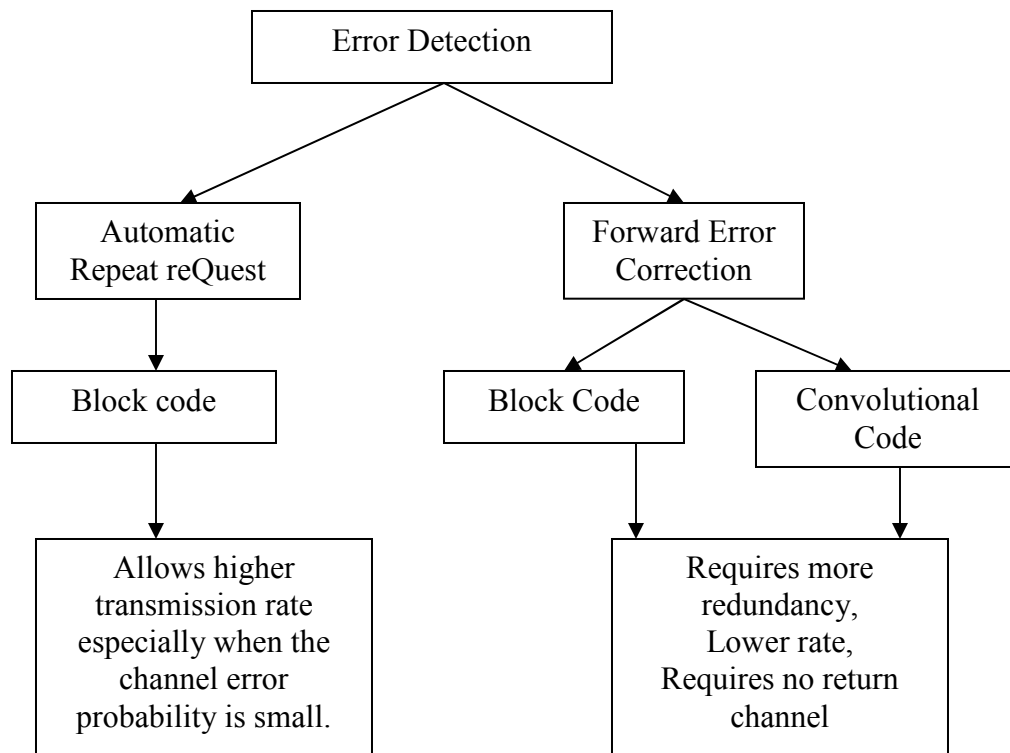 Error Detection
Automatic
Repeat reQuest
Forward Error
Correction
Block code
Block Code
Convolutional
Code
Allows higher
transmission rate
especially when the
channel error
probability is small.
Requires more
redundancy,
Lower rate,
Requires no return
channel